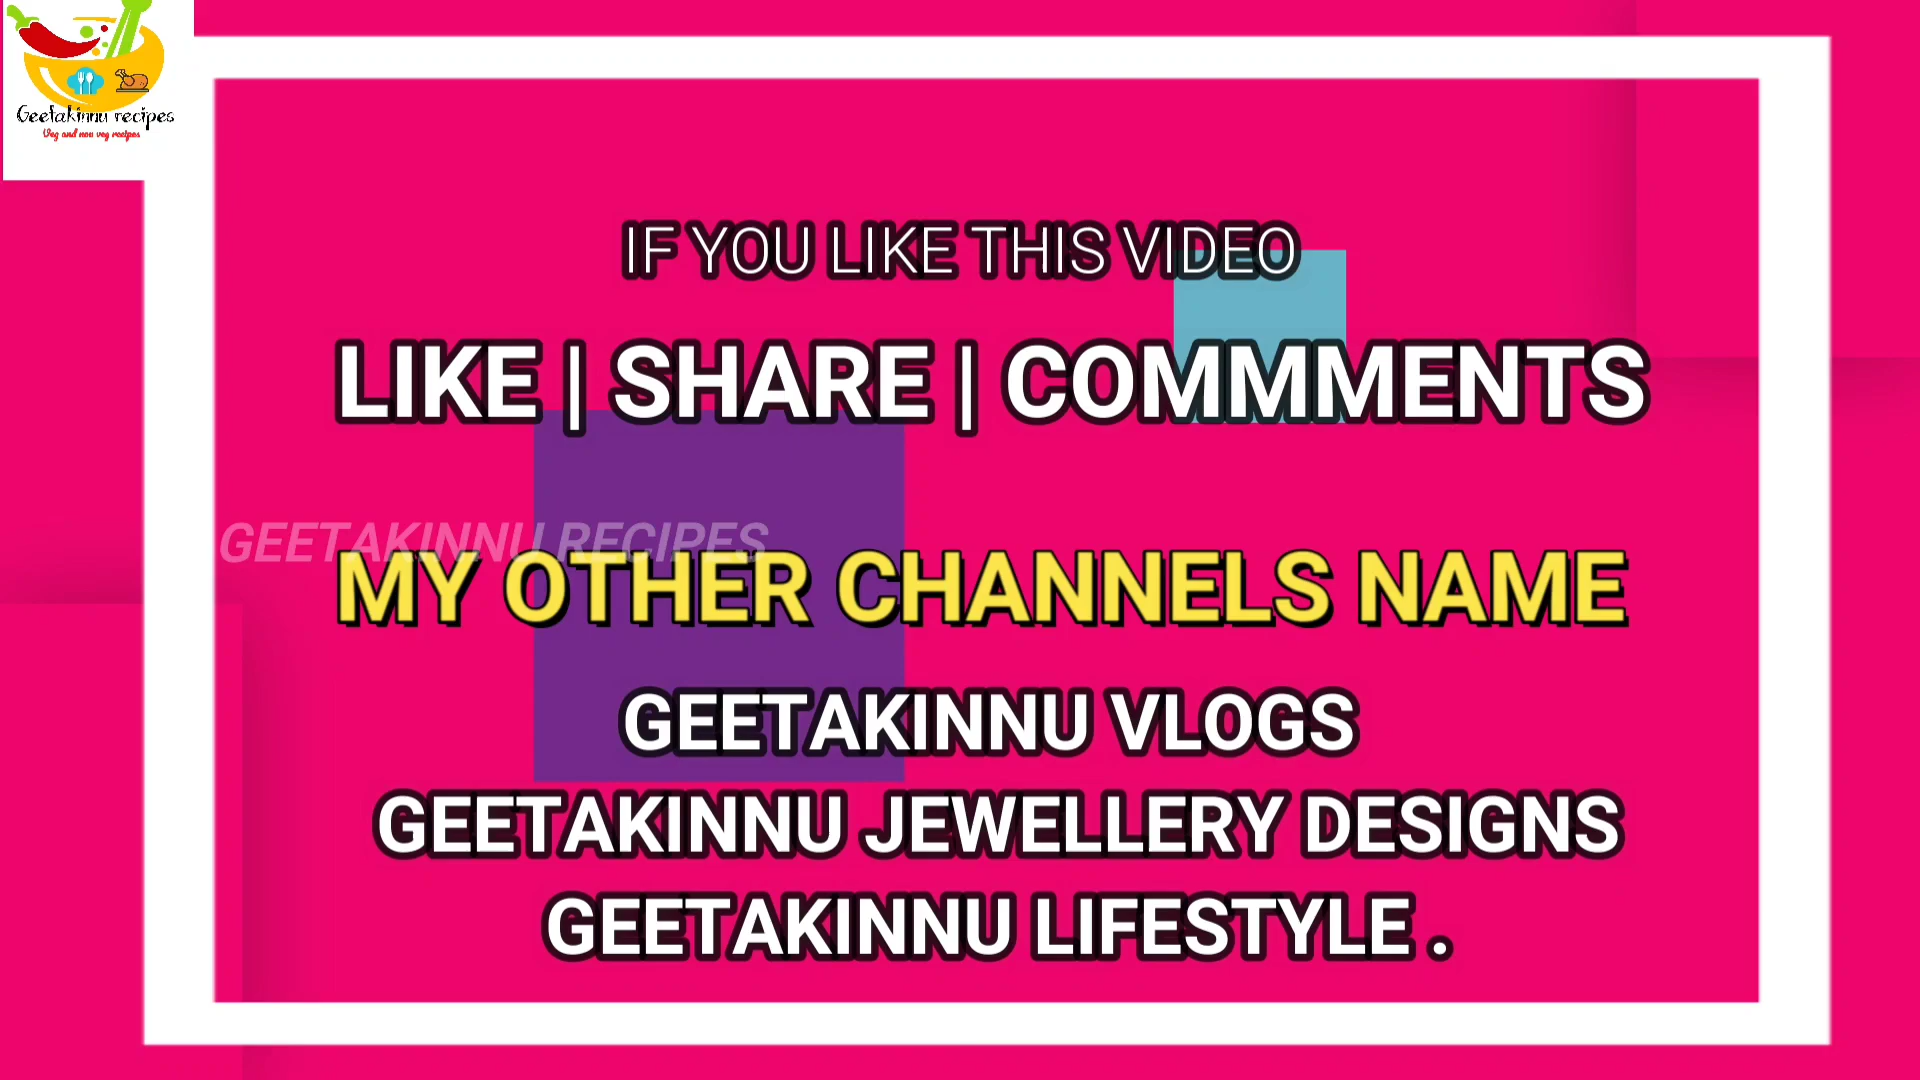 Geetakinnu recipes
Veg and non veg recipes
IF YOU LIKE THIS VIDEO
LIKE | SHARE | COMMMENTS
GEETAKINNU RECIPES
MY OTHER CHANNELS NAME
GEETAKINNU VLOGS
GEETAKINNU JEWELLERY DESIGNS
GEETAKINNU LIFESTYLE .